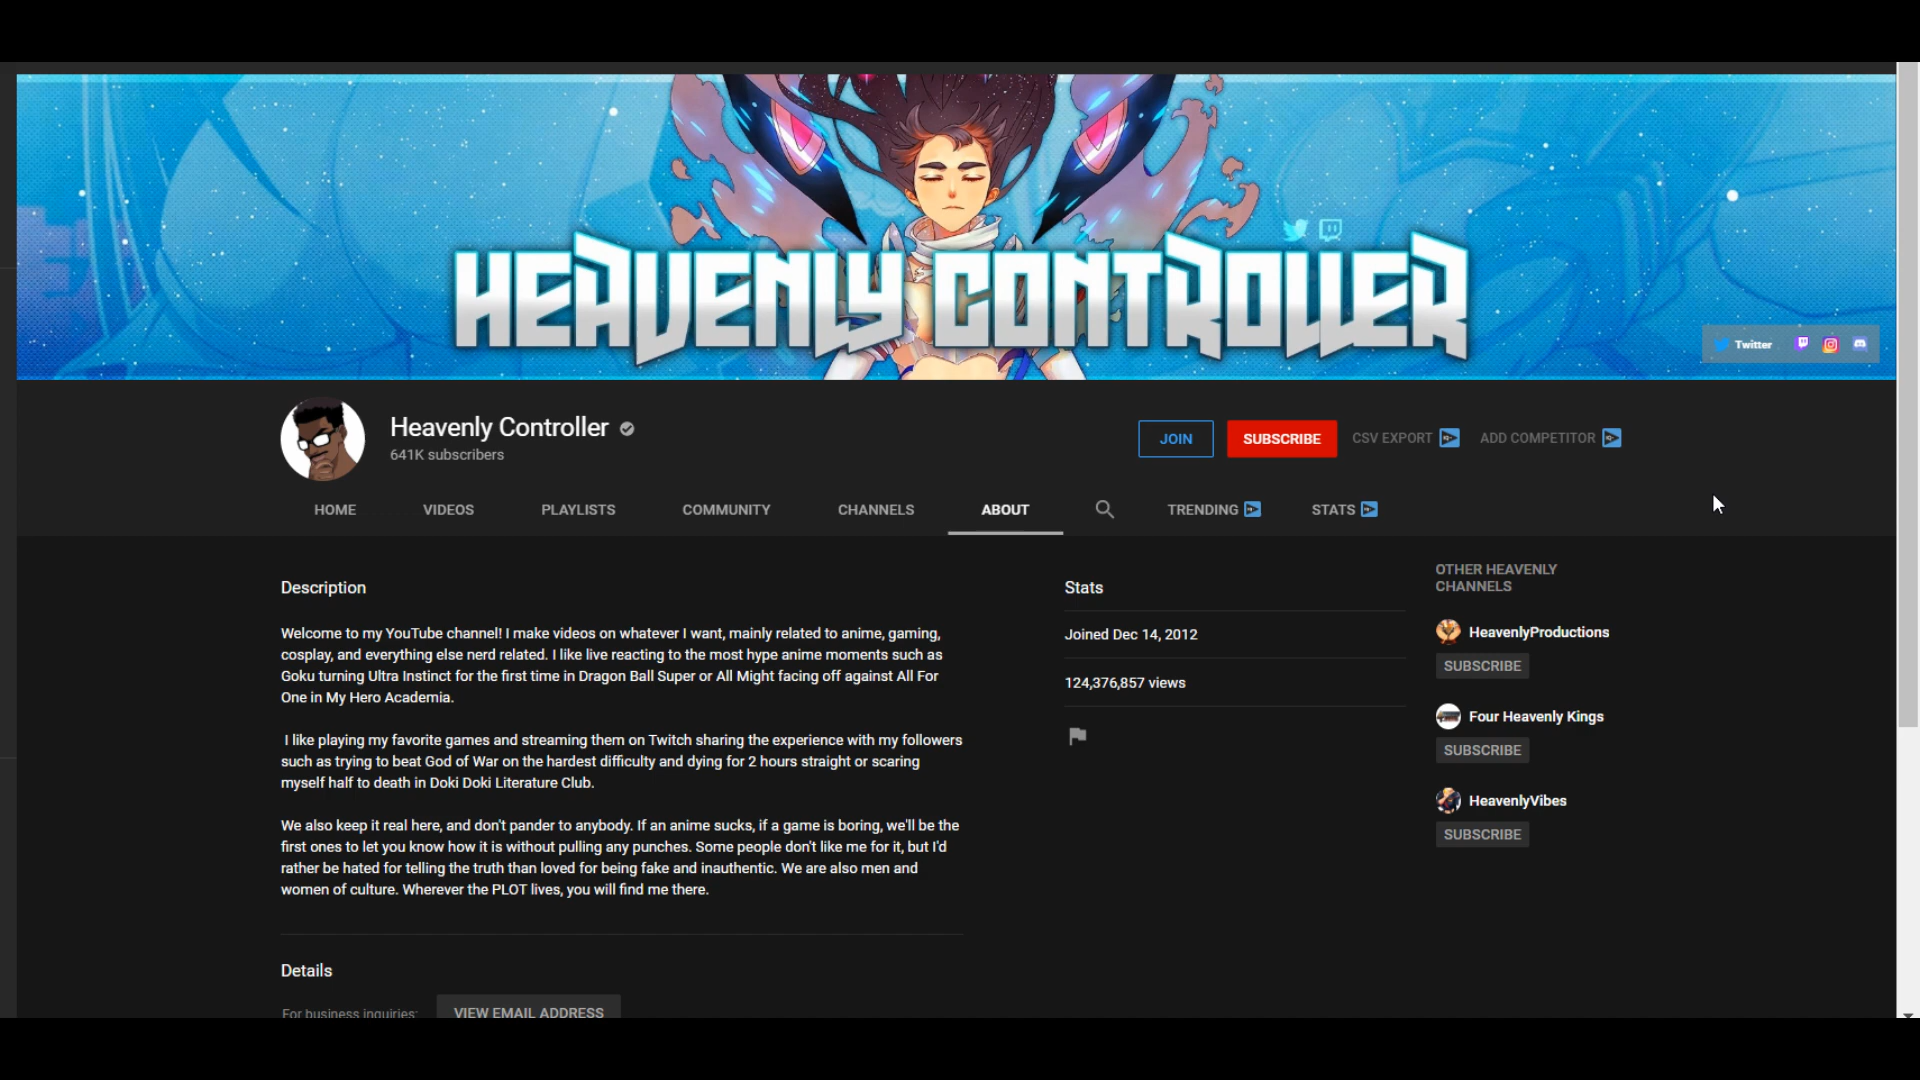 HEAVENLY CONTROLLER
Twitter
Heavenly Controller
641K subscribers
JOIN
SUBSCRIBE
CSV EXPORT
ADD COMPETITOR
HOME
VIDEOS
PLAYLISTS
COMMUNITY
CHANNELS
ABOUT
TRENDING
STATS
Description
Welcome to my YouTube channel! I make videos on whatever I want, mainly related to anime, gaming,
cosplay, and everything else nerd related. I like live reacting to the most hype anime moments such as
Goku turning Ultra Instinct for the first time in Dragon Ball Super or All Might facing off against All For
One in My Hero Academia.
I like playing my favorite games and streaming them on Twitch sharing the experience with my followers
such as trying to beat God of War on the hardest difficulty and dying for 2 hours straight or scaring
myself half to death in Doki Doki Literature Club.
We also keep it real here, and don't pander to anybody. If an anime sucks, if a game is boring, we'll be the
first ones to let you know how it is without pulling any punches. Some people don't like me for it, but I'd
rather be hated for telling the truth than loved for being fake and inauthentic. We are also men and
women of culture. Wherever the PLOT lives, you will find me there.
Details
For business inquiries:
VIEW EMAIL ADDRESS
Stats
Joined Dec 14, 2012
124,376,857 views
OTHER HEAVENLY
CHANNELS
HeavenlyProductions
SUBSCRIBE
Four Heavenly Kings
SUBSCRIBE
HeavenlyVibes
SUBSCRIBE